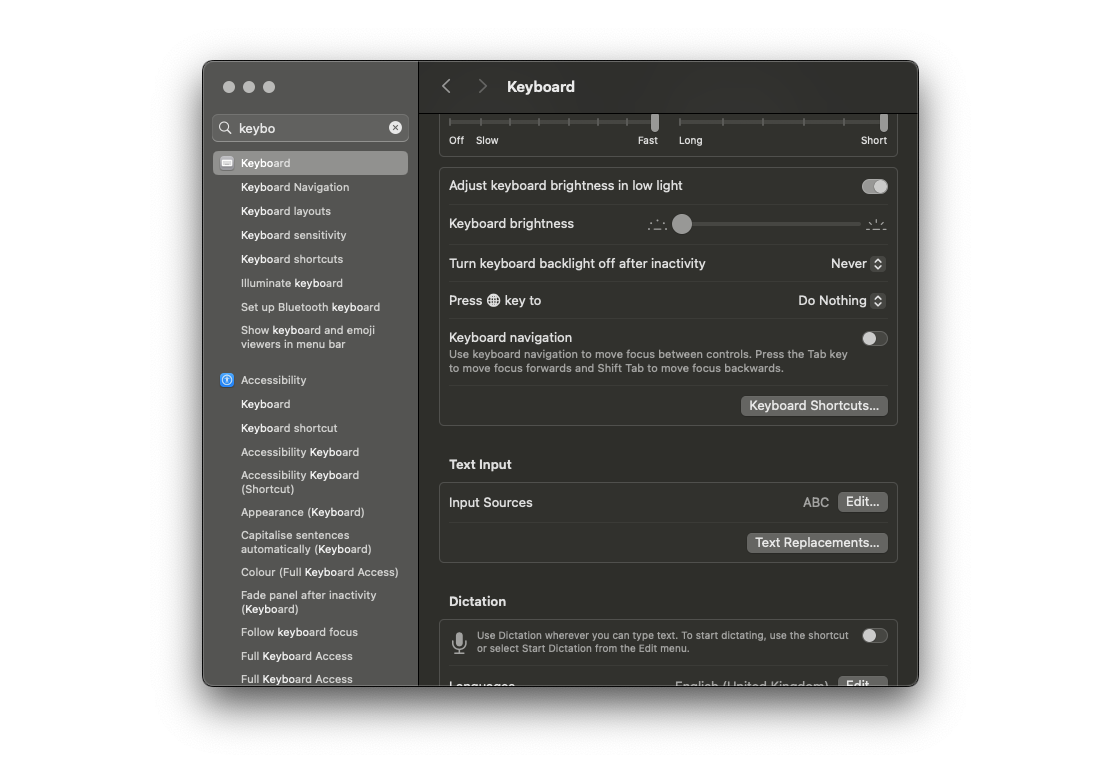 keybo
Keyboard
Keyboard Navigation
Keyboard layouts
Keyboard sensitivity
Keyboard shortcuts
Illuminate keyboard
Set up Bluetooth keyboard
Show keyboard and emoji
viewers in menu bar
Accessibility
Keyboard
Keyboard shortcut
Accessibility Keyboard
Accessibility Keyboard
(Shortcut)
Appearance (Keyboard)
Capitalise sentences
automatically (Keyboard)
Colour (Full Keyboard Access)
Fade panel after inactivity
(Keyboard)
Follow keyboard focus
Full Keyboard Access
Full Keyboard Access
Keyboard
Off Slow Fast Long Short
Adjust keyboard brightness in low light
Keyboard brightness
Turn keyboard backlight off after inactivity Never
Press key to Do Nothing
Keyboard navigation
Use keyboard navigation to move focus between controls. Press the Tab key
to move focus forwards and Shift Tab to move focus backwards.
Keyboard Shortcuts...
Text Input
Input Sources ABC Edit...
Text Replacements...
Dictation
Use Dictation wherever you can type text. To start dictating, use the shortcut
or select Start Dictation from the Edit menu.
Languages English (United Kingdom) Edit...